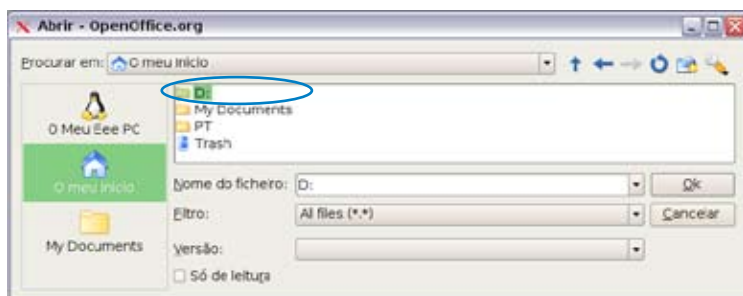 Abrir - OpenOffice.org
Procurar em: O meu início
D:
My Documents
PT
Trash
O Meu Eee PC
O meu início
My Documents
Nome do ficheiro: D:
Ok
Filtro: All files (*.*)
Cancelar
Versão:
Só de leitura